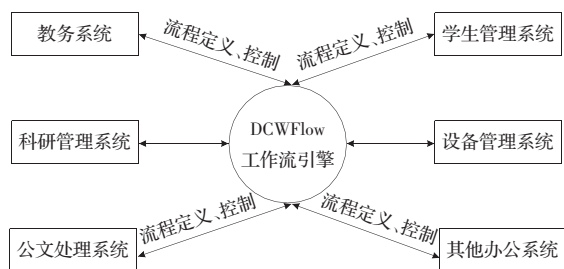 教务系统
流程定义、控制
流程定义、控制
学生管理系统
科研管理系统
DCWFlow
工作流引擎
设备管理系统
公文处理系统
流程定义、控制
流程定义、控制
其他办公系统